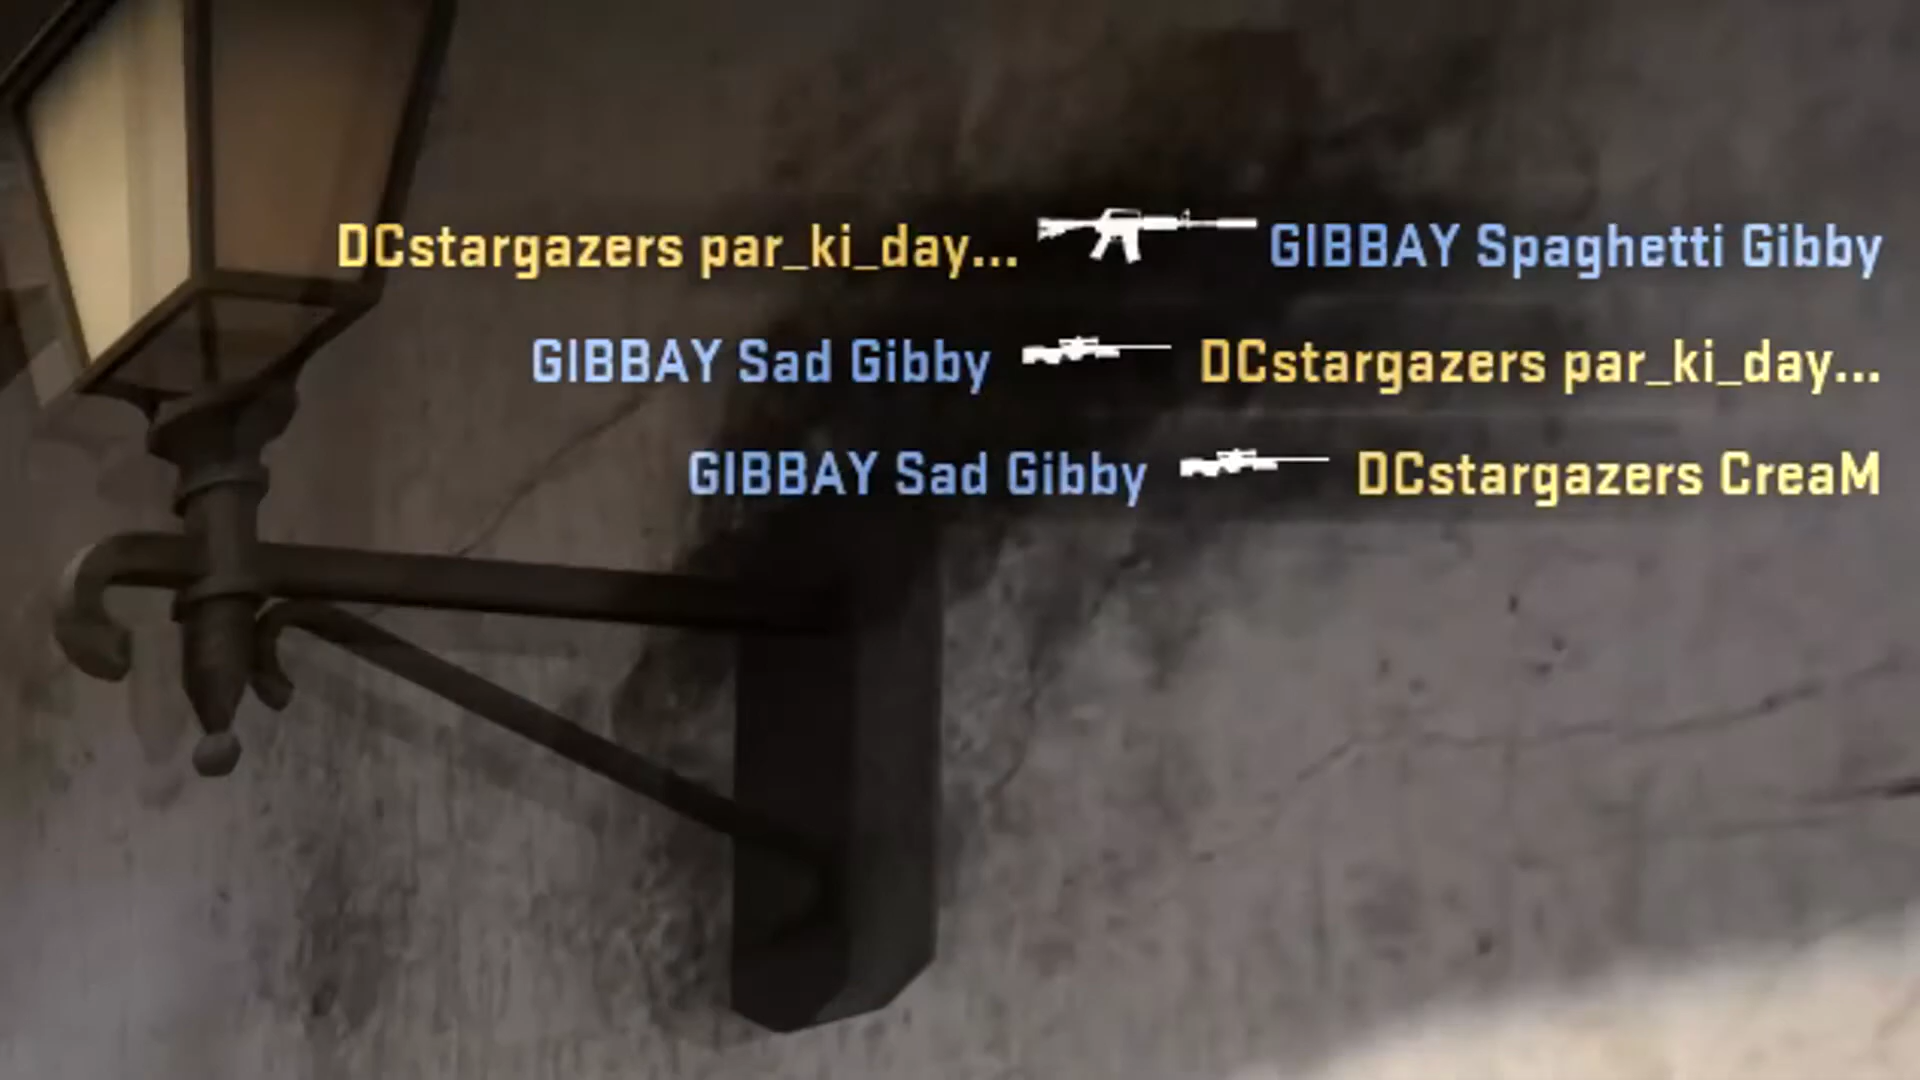 DCstargazers par_ki_day... GIBBAY Spaghetti Gibby
GIBBAY Sad Gibby DCstargazers par_ki_day...
GIBBAY Sad Gibby DCstargazers CreaM